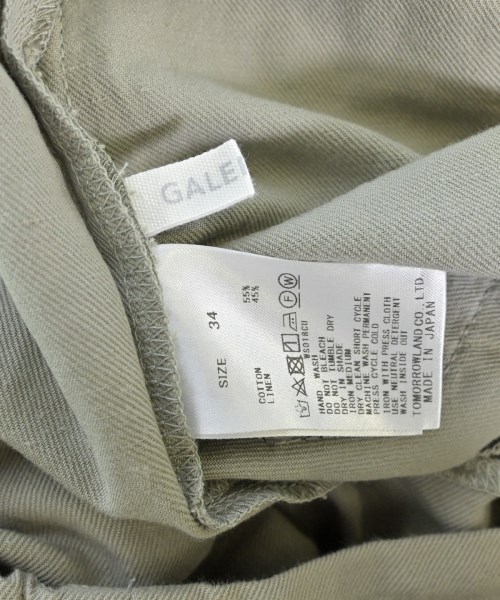 GALE
SIZE 34
COTTON 55%
LINEN 45%
WS018CU
HAND WASH
DO NOT BLEACH
DO NOT TUMBLE DRY
DRY IN SHADE
IRON MEDIUM
DRY CLEAN SHORT CYCLE
MACHINE WASH PERMANENT
PRESS CYCLE COLD
IRON WITH PRESS CLOTH
USE NEUTRAL DETERGENT
WASH INSIDE OUT
TOMORROWLAND CO., LTD.
MADE IN JAPAN